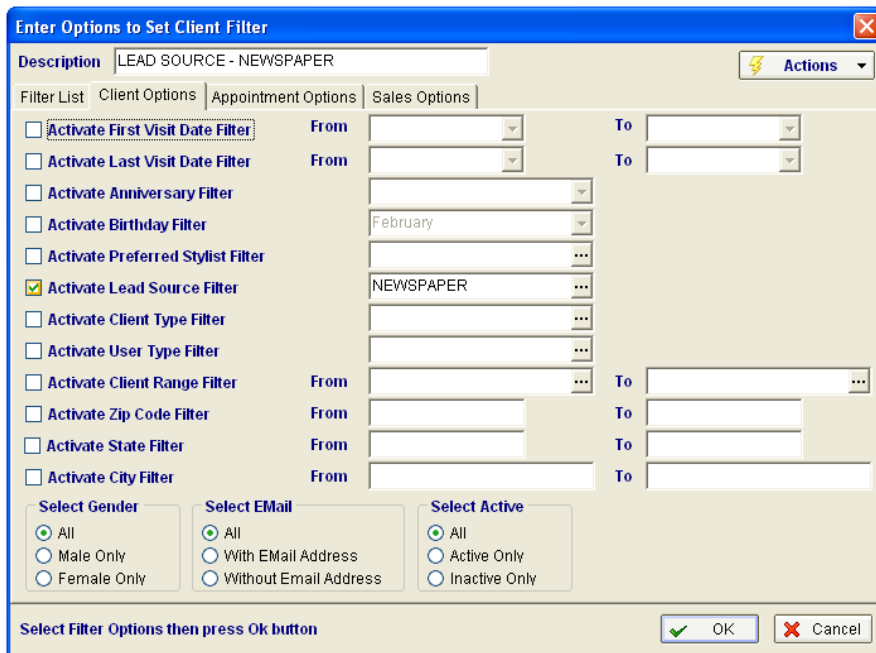 Enter Options to Set Client Filter
Description LEAD SOURCE - NEWSPAPER Actions
Filter List Client Options Appointment Options Sales Options
Activate First Visit Date Filter From To
Activate Last Visit Date Filter From To
Activate Anniversary Filter
Activate Birthday Filter February
Activate Preferred Stylist Filter ...
Activate Lead Source Filter NEWSPAPER ...
Activate Client Type Filter ...
Activate User Type Filter ...
Activate Client Range Filter From ... To ...
Activate Zip Code Filter From To
Activate State Filter From To
Activate City Filter From To
Select Gender Select EMail Select Active
All All All
Male Only With EMail Address Active Only
Female Only Without Email Address Inactive Only
Select Filter Options then press Ok button OK Cancel